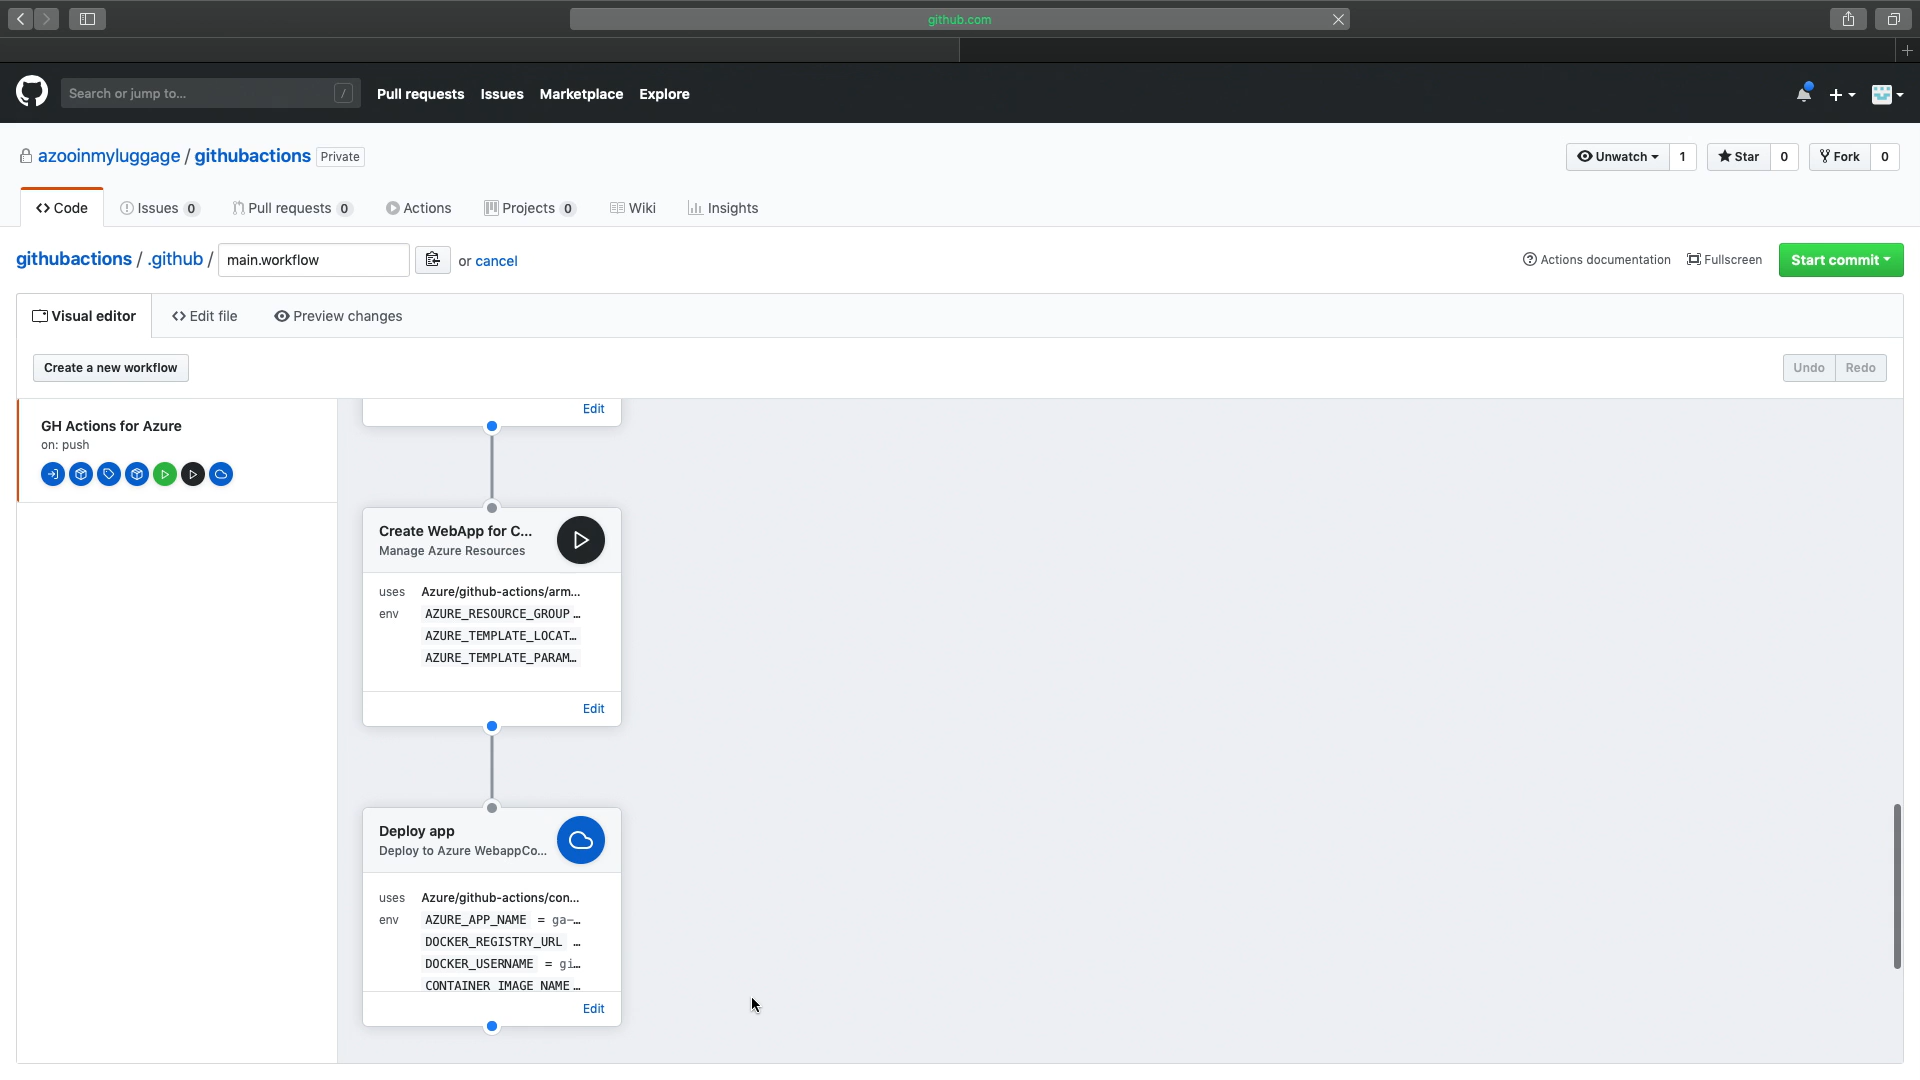 github.com
Search or jump to... /
Pull requests Issues Marketplace Explore
azooinmyluggage / githubactions Private
Unwatch 1 Star 0 Fork 0
Code Issues 0 Pull requests 0 Actions Projects 0 Wiki Insights
githubactions / .github / main.workflow or cancel
Actions documentation Fullscreen Start commit
Visual editor Edit file Preview changes
Create a new workflow
Undo Redo
GH Actions for Azure
on: push
Edit
Create WebApp for C...
Manage Azure Resources
uses Azure/github-actions/arm...
env AZURE_RESOURCE_GROUP ...
AZURE_TEMPLATE_LOCAT...
AZURE_TEMPLATE_PARAM...
Edit
Deploy app
Deploy to Azure WebappCo...
uses Azure/github-actions/con...
env AZURE_APP_NAME = ga-...
DOCKER_REGISTRY_URL ...
DOCKER_USERNAME = gi...
CONTAINER_IMAGE_NAME ...
Edit